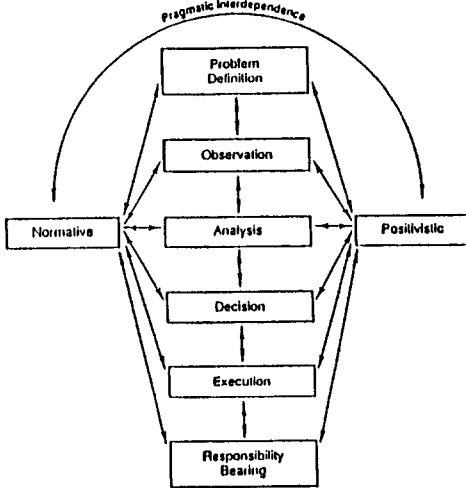 Pragmatic Interdependence
Problem
Definition
Observation
Normative
Analysis
Positivistic
Decision
Execution
Responsibility
Bearing